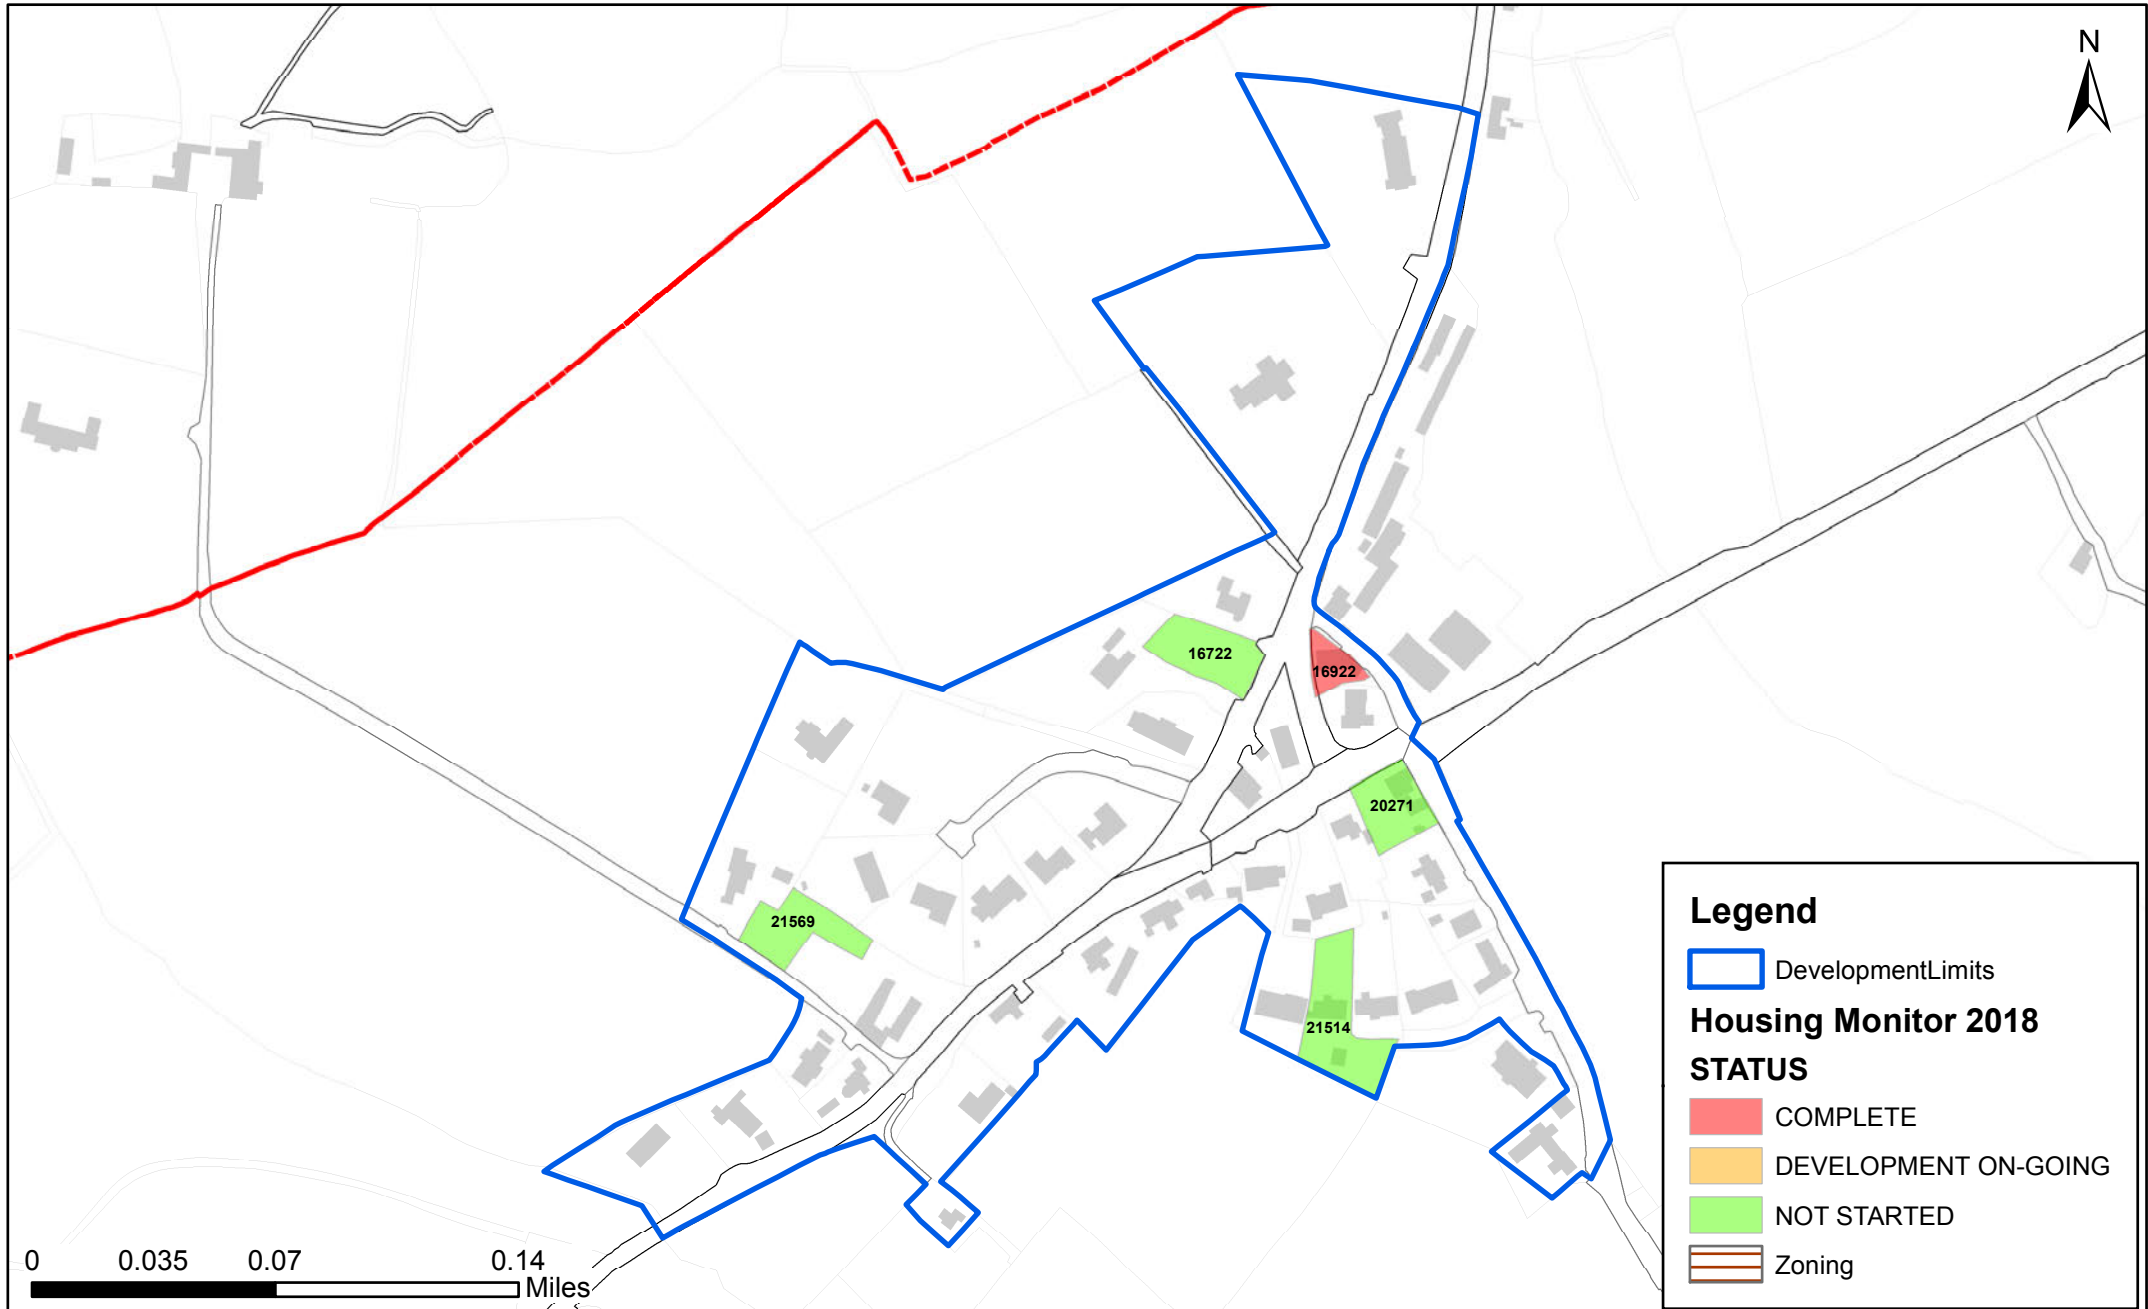 N
16722
16922
20271
21569
21514
Legend
DevelopmentLimits
Housing Monitor 2018
STATUS
COMPLETE
DEVELOPMENT ON-GOING
NOT STARTED
Zoning
0 0.035 0.07 0.14
Miles